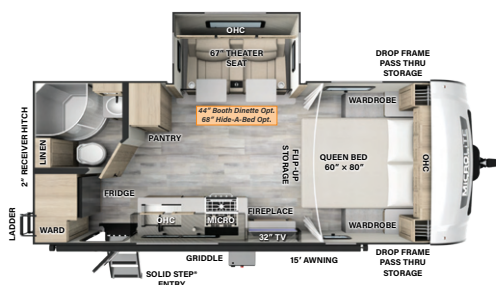 OHC
67" THEATER
SEAT
DROP FRAME
PASS THRU
STORAGE
44" Booth Dinette Opt.
68" Hide-A-Bed Opt.
WARDROBE
2" RECEIVER HITCH
LINEN
PANTRY
FLIP-UP
STORAGE
QUEEN BED
60" x 80"
OHC
MICROLITE
FRIDGE
LADDER
WARD
OHC
MICRO
FIREPLACE
WARDROBE
32" TV
GRIDDLE
15' AWNING
DROP FRAME
PASS THRU
STORAGE
SOLID STEP*
ENTRY